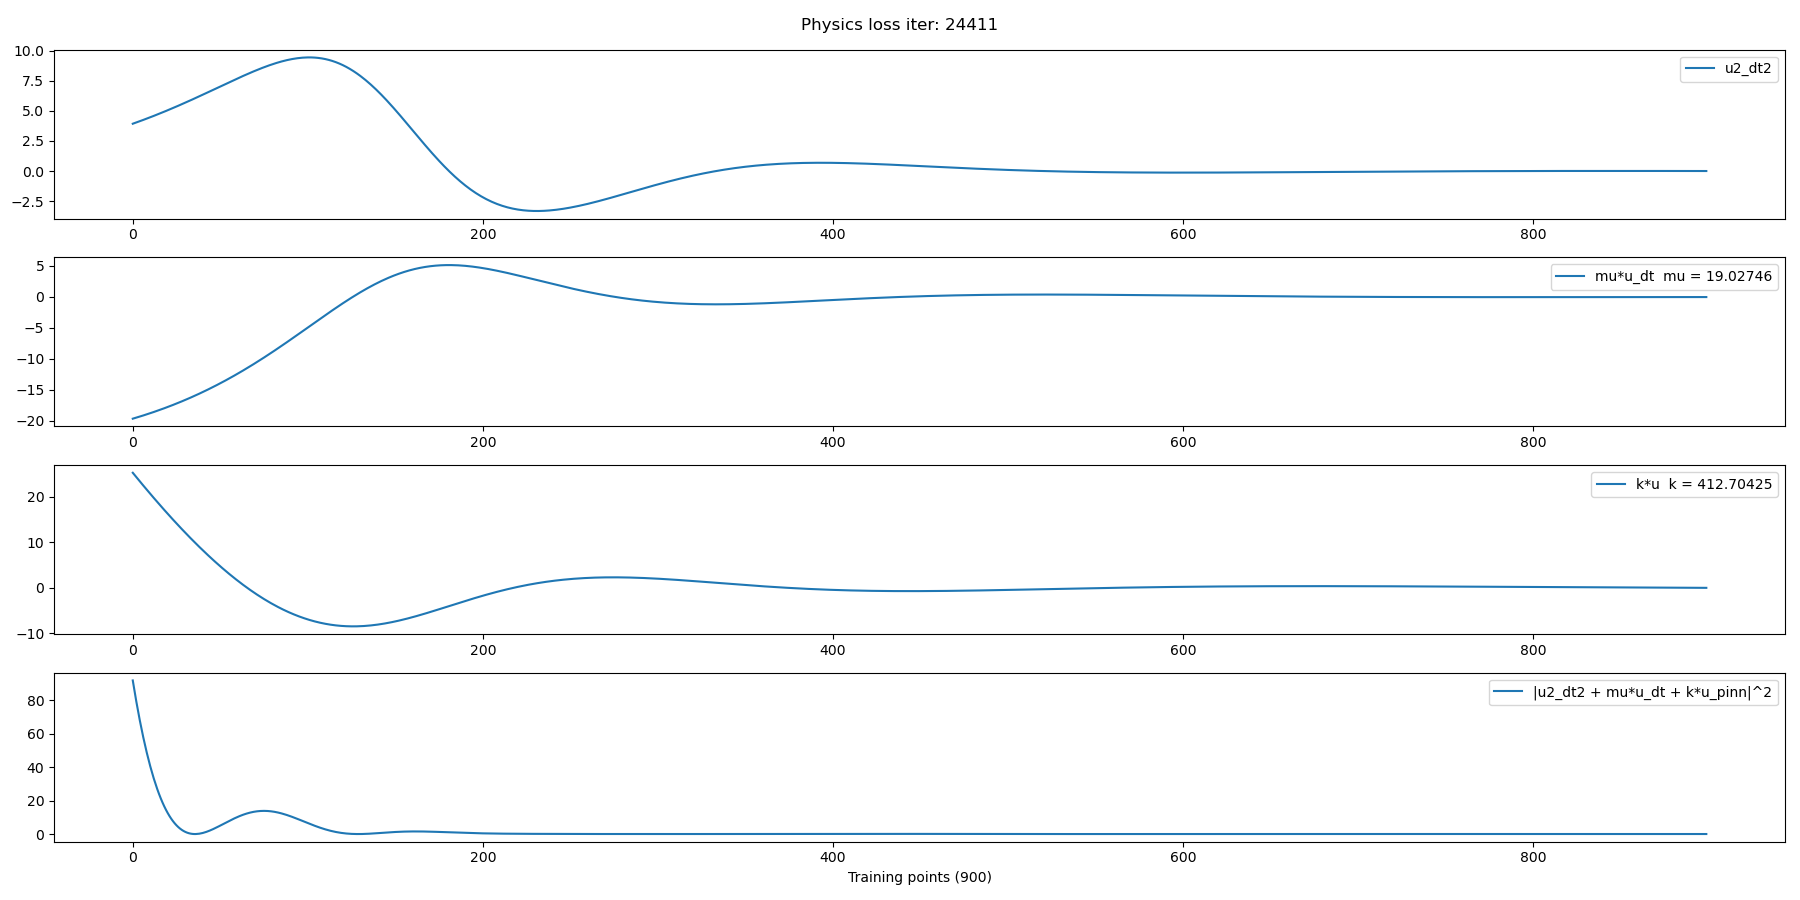 Physics loss iter: 24411
10.0
7.5
5.0
2.5
0.0
−2.5
u2_dt2
0 200 400 600 800
5
0
−5
−10
−15
−20
mu*u_dt mu = 19.02746
0 200 400 600 800
20
10
0
−10
k*u k = 412.70425
0 200 400 600 800
80
60
40
20
0
|u2_dt2 + mu*u_dt + k*u_pinn|^2
0 200 400 600 800
Training points (900)